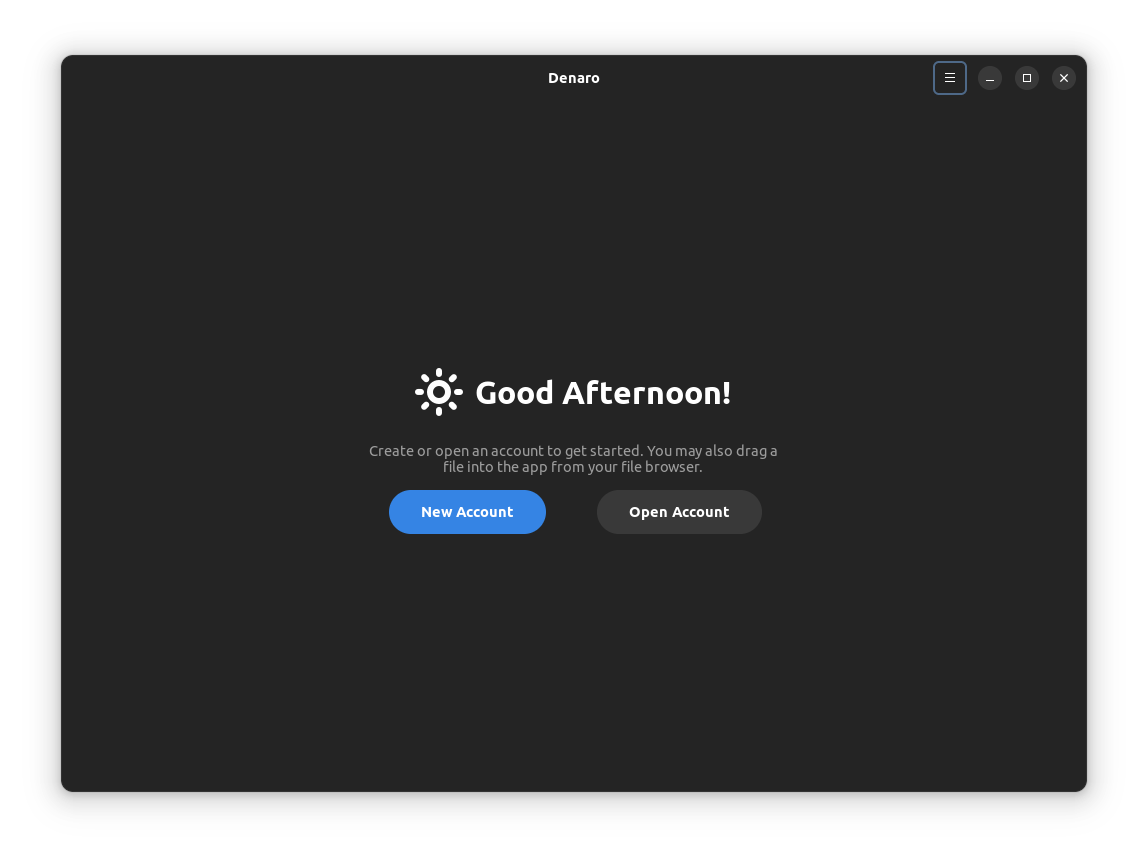 Denaro
Good Afternoon!
Create or open an account to get started. You may also drag a
file into the app from your file browser.
New Account
Open Account